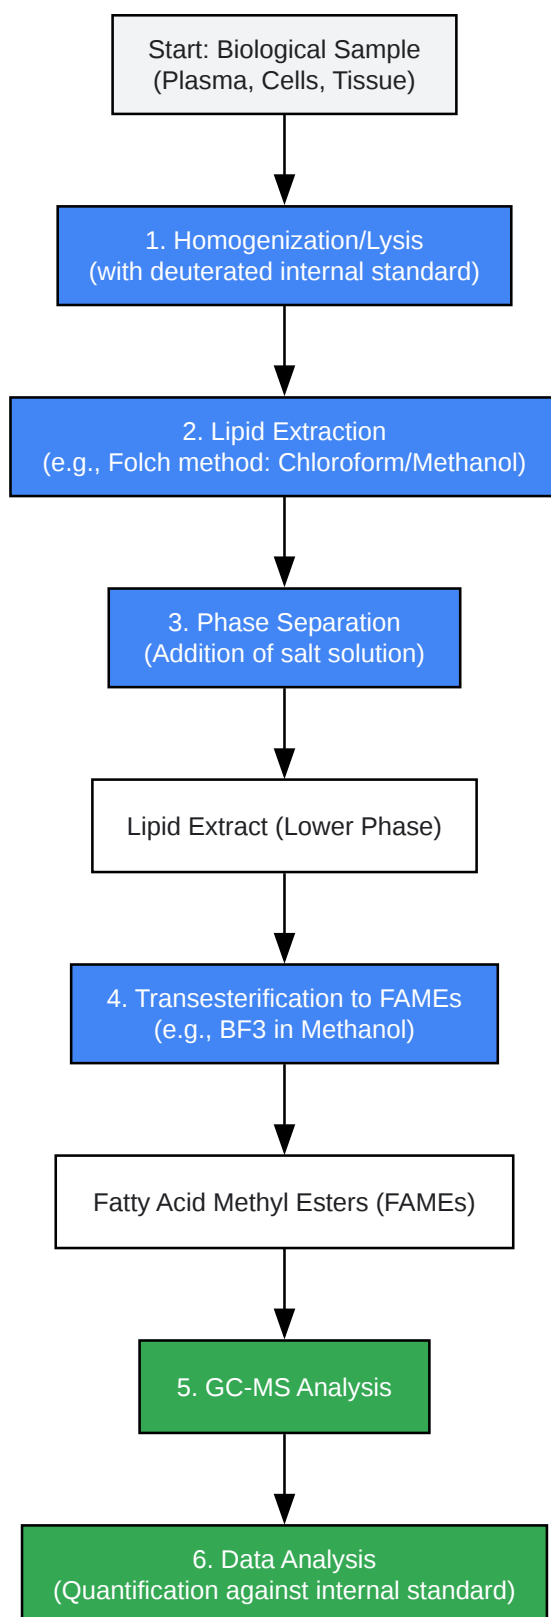 Start: Biological Sample
(Plasma, Cells, Tissue)
1. Homogenization/Lysis
(with deuterated internal standard)
2. Lipid Extraction
(e.g., Folch method: Chloroform/Methanol)
3. Phase Separation
(Addition of salt solution)
Lipid Extract (Lower Phase)
4. Transesterification to FAMEs
(e.g., BF3 in Methanol)
Fatty Acid Methyl Esters (FAMEs)
5. GC-MS Analysis
6. Data Analysis
(Quantification against internal standard)